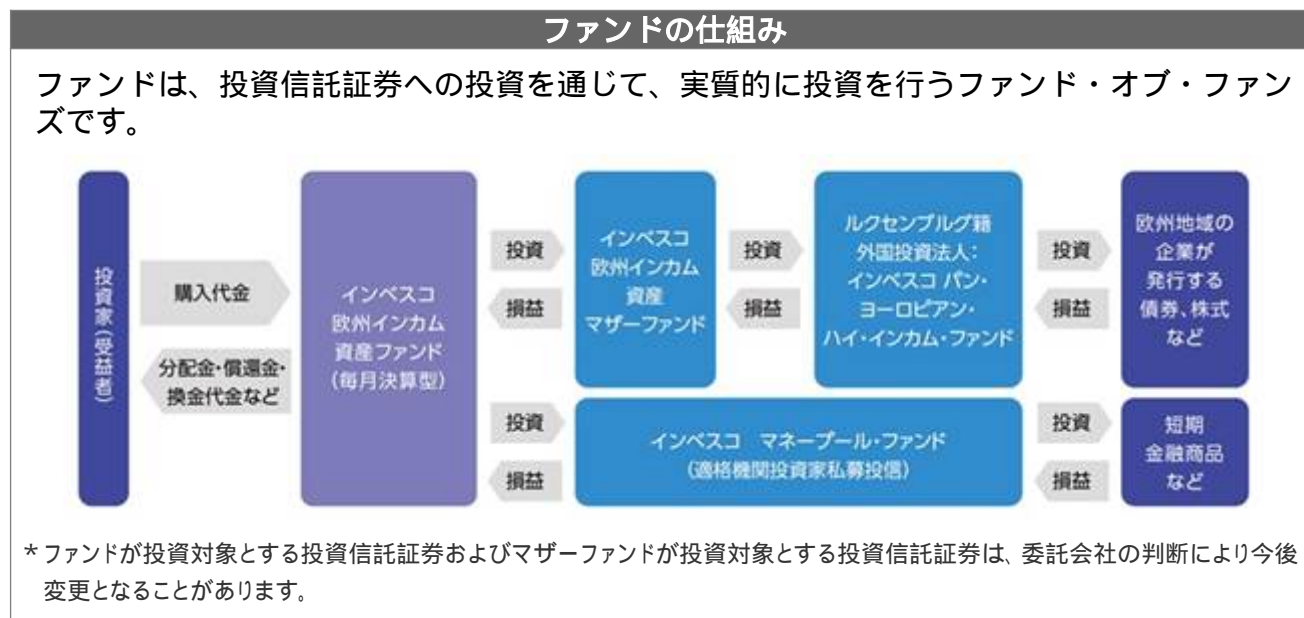 ファンドの仕組み
ファンドは、投資信託証券への投資を通じて、実質的に投資を行うファンド・オブ・ファン
ズです。
投資家(受益者)
購入代金
分配金・償還金・
換金代金など
インベスコ
欧州インカム
資産ファンド
(毎月決算型)
投資
損益
インベスコ
欧州インカム
資産
マザーファンド
投資
損益
ルクセンブルグ籍
外国投資法人:
インベスコ パン・
ヨーロピアン・
ハイ・インカム・ファンド
投資
損益
欧州地域の
企業が
発行する
債券、株式
など
投資
損益
インベスコ マネープール・ファンド
(適格機関投資家私募投信)
投資
損益
短期
金融商品
など
*ファンドが投資対象とする投資信託証券およびマザーファンドが投資対象とする投資信託証券は、委託会社の判断により今後
変更となることがあります。